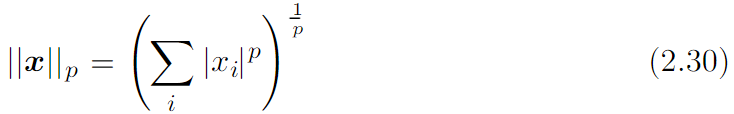 ||x||_p = (∑_i |x_i|^p)^{1/p} (2.30)